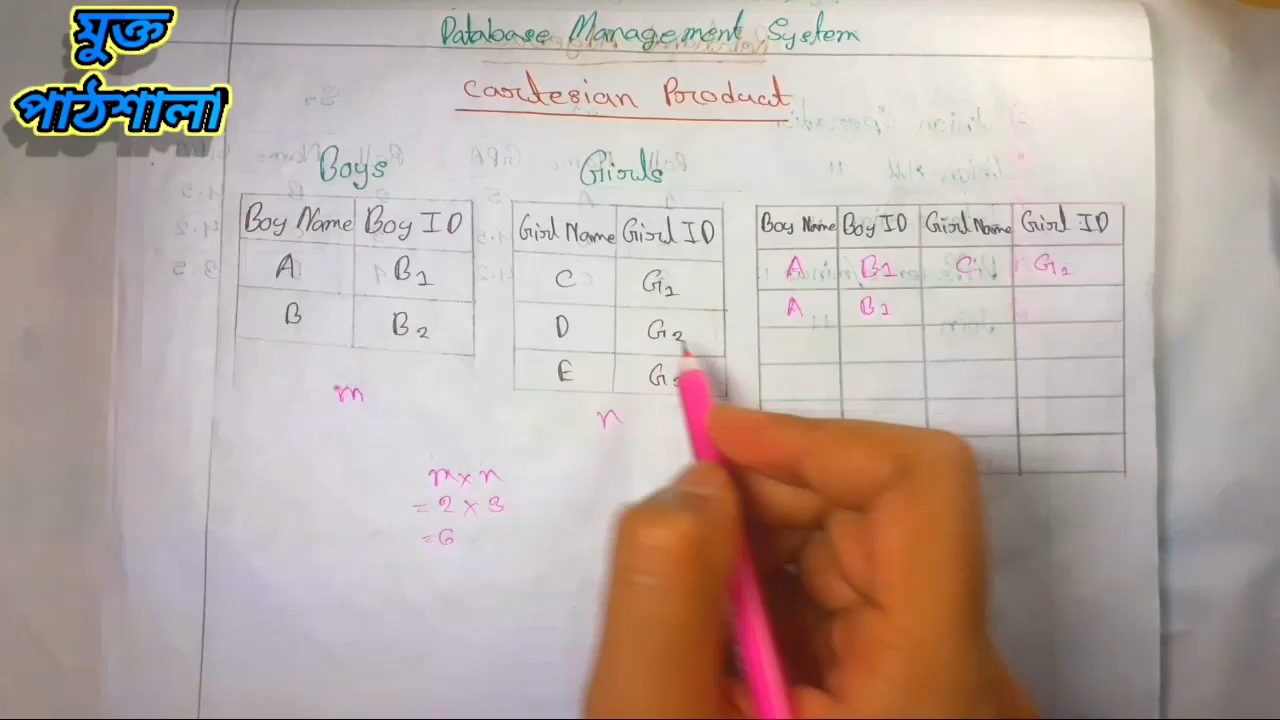 মুক্ত
পাঠশালা
Database Management System
Cartesian Product
Boys
Boy Name Boy ID
A B1
B B2
m
Girls
Girl Name Girl ID
C G1
D G2
E G
n
Boy Name Boy ID Girl Name Girl ID
A B1 C G1
A B1
m x n
= 2 x 3
= 6